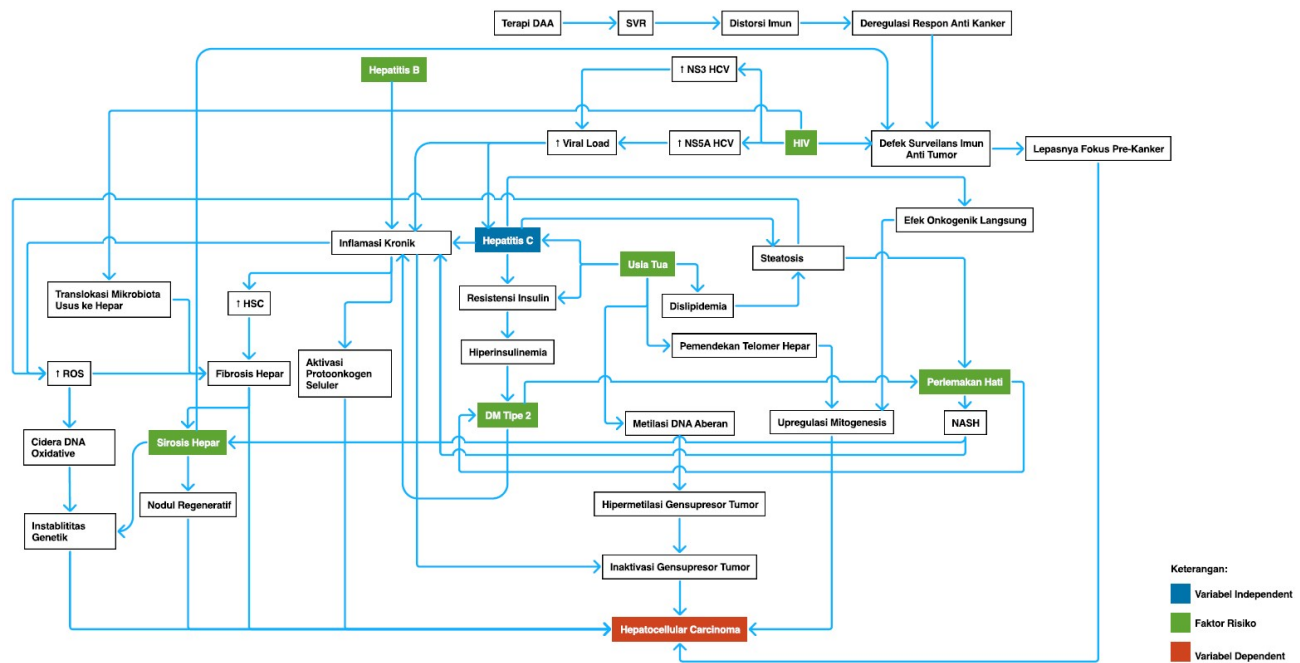 Terapi DAA
SVR
Distorsi Imun
Deregulasi Respon Anti Kanker
Hepatitis B
↑ NS3 HCV
↑ Viral Load
↑ NS5A HCV
HIV
Defek Surveilans Imun
Anti Tumor
Lepasnya Fokus Pre-Kanker
Efek Onkogenik Langsung
Inflamasi Kronik
Hepatitis C
Steatosis
Usia Tua
Translokasi Mikrobiota
Usus ke Hepar
↑ HSC
Resistensi Insulin
Dislipidemia
Hiperinsulinemia
Pemendekan Telomer Hepar
↑ ROS
Fibrosis Hepar
Aktivasi
Protoonkogen
Seluler
Perlemakan Hati
DM Tipe 2
Metilasi DNA Aberan
Upregulasi Mitogenesis
NASH
Cidera DNA
Oxidative
Sirosis Hepar
Nodul Regeneratif
Hipermetilasi Gensupresor Tumor
Instablititas
Genetik
Inaktivasi Gensupresor Tumor
Hepatocellular Carcinoma
Keterangan:
Variabel Independent
Faktor Risiko
Variabel Dependent